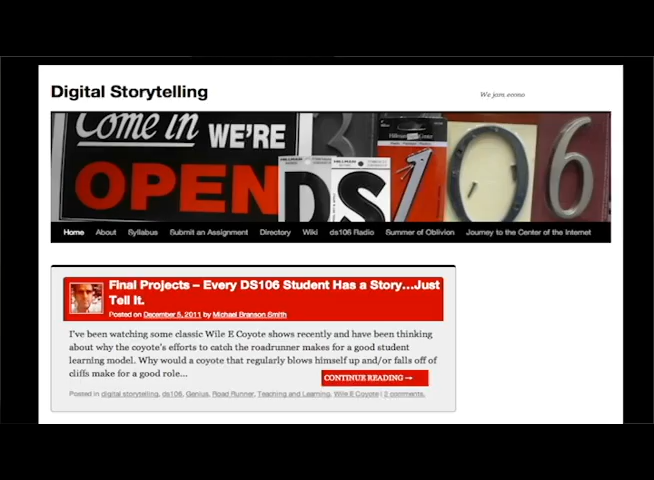 Digital Storytelling
We jam econo
Come in WE'RE
OPEN
DS106
Home About Syllabus Submit an Assignment Directory Wiki ds106 Radio Summer of Oblivion Journey to the Center of the Internet
Final Projects – Every DS106 Student Has a Story...Just
Tell It.
Posted on December 5, 2011 by Michael Branson Smith
I've been watching some classic Wile E Coyote shows recently and have been thinking
about why the coyote's efforts to catch the roadrunner makes for a good student
learning model. Why would a coyote that regularly blows himself up and/or falls off of
cliffs make for a good role...
CONTINUE READING →
Posted in digital storytelling, ds106, Genius, Road Runner, Teaching and Learning, Wile E Coyote | 2 comments.